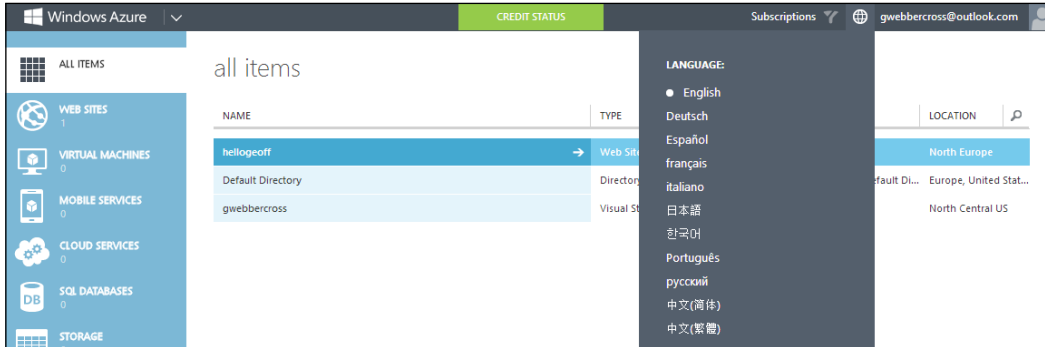 Windows Azure
CREDIT STATUS
Subscriptions
gwebbercross@outlook.com
ALL ITEMS
WEB SITES
1
VIRTUAL MACHINES
0
MOBILE SERVICES
0
CLOUD SERVICES
0
SQL DATABASES
DB
0
STORAGE
all items
NAME TYPE LOCATION
hellogeoff Web Site North Europe
Default Directory Directory efault Di... Europe, United Stat...
gwebbercross Visual St North Central US
LANGUAGE:
English
Deutsch
Español
français
italiano
日本語
한국어
Português
русский
中文(简体)
中文(繁體)